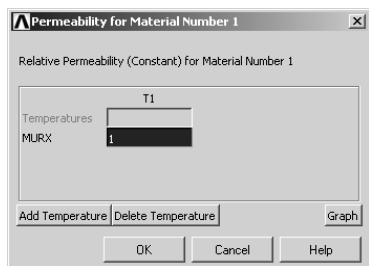 Permeability for Material Number 1
Relative Permeability (Constant) for Material Number 1
T1
Temperatures
MURX 1
Add Temperature Delete Temperature Graph
OK Cancel Help